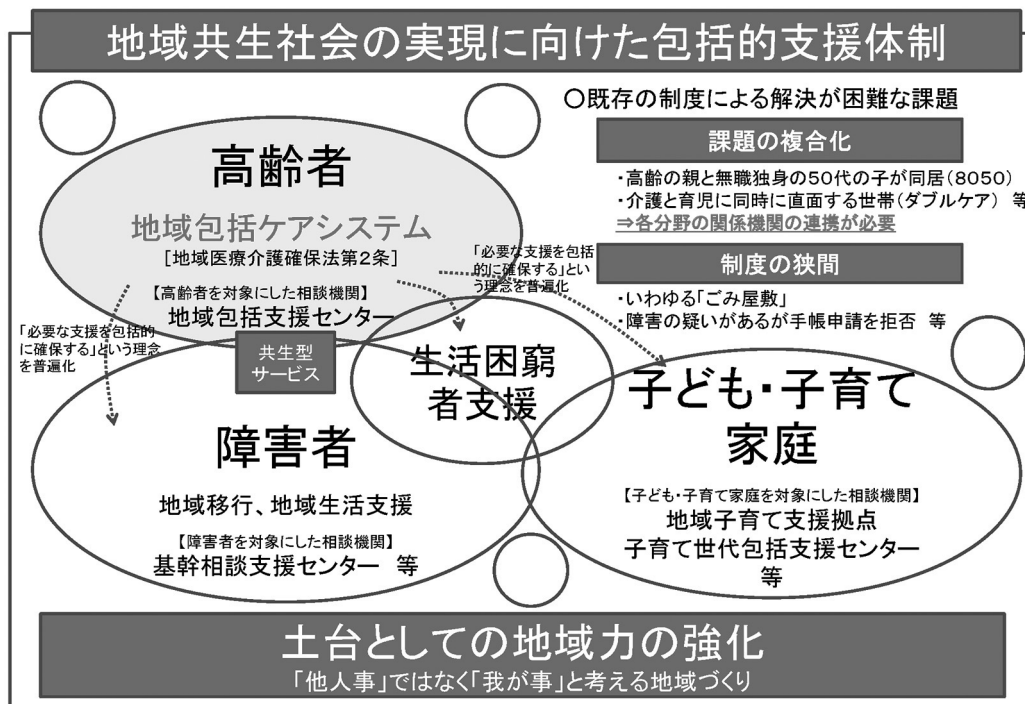 地域共生社会の実現に向けた包括的支援体制
○既存の制度による解決が困難な課題
課題の複合化
・高齢の親と無職独身の50代の子が同居(8050)
・介護と育児に同時に直面する世帯(ダブルケア) 等
⇒各分野の関係機関の連携が必要
制度の狭間
・いわゆる「ごみ屋敷」
・障害の疑いがあるが手帳申請を拒否 等
高齢者
地域包括ケアシステム
[地域医療介護確保法第2条]
【高齢者を対象にした相談機関】
地域包括支援センター
「必要な支援を包括
的に確保する」とい
う理念を普遍化
「必要な支援を包括的
に確保する」という理念
を普遍化
共生型
サービス
生活困窮
者支援
障害者
地域移行、地域生活支援
【障害者を対象にした相談機関】
基幹相談支援センター 等
子ども・子育て
家庭
【子ども・子育て家庭を対象にした相談機関】
地域子育て支援拠点
子育て世代包括支援センター
等
土台としての地域力の強化
「他人事」ではなく「我が事」と考える地域づくり